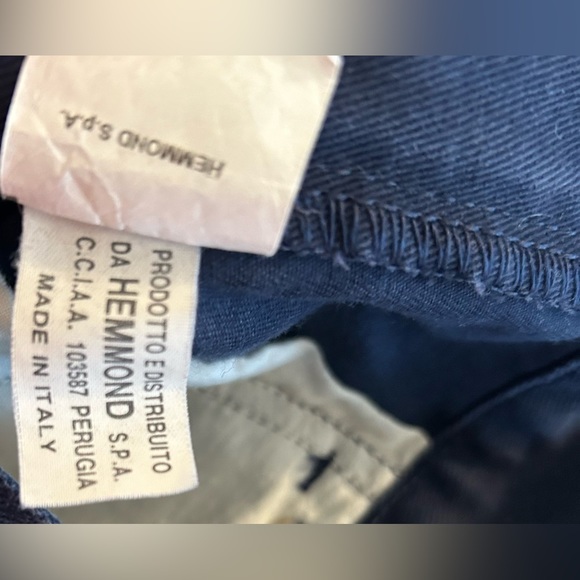 HEMMOND S.p.A.
PRODOTTO E DISTRIBUITO
DA HEMMOND S.P.A.
C.C.I.A.A. 103587 PERUGIA
MADE IN ITALY